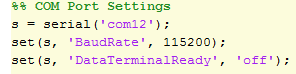 %% COM Port Settings
s = serial('com12');
set(s, 'BaudRate', 115200);
set(s, 'DataTerminalReady', 'off');